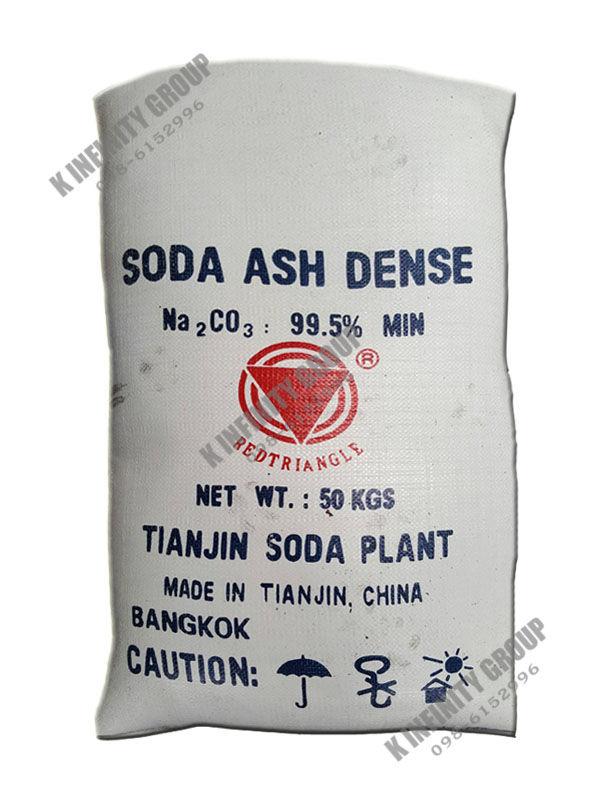 K INFINITY GROUP
098-6152996
SODA ASH DENSE
Na₂CO₃: 99.5% MIN
®
K INFINITY GROUP
REDTRIANGLE
NET WT.: 50 KGS
TIANJIN SODA PLANT
MADE IN TIANJIN, CHINA
BANGKOK
CAUTION:
K INFINITY GROUP
098-6152996